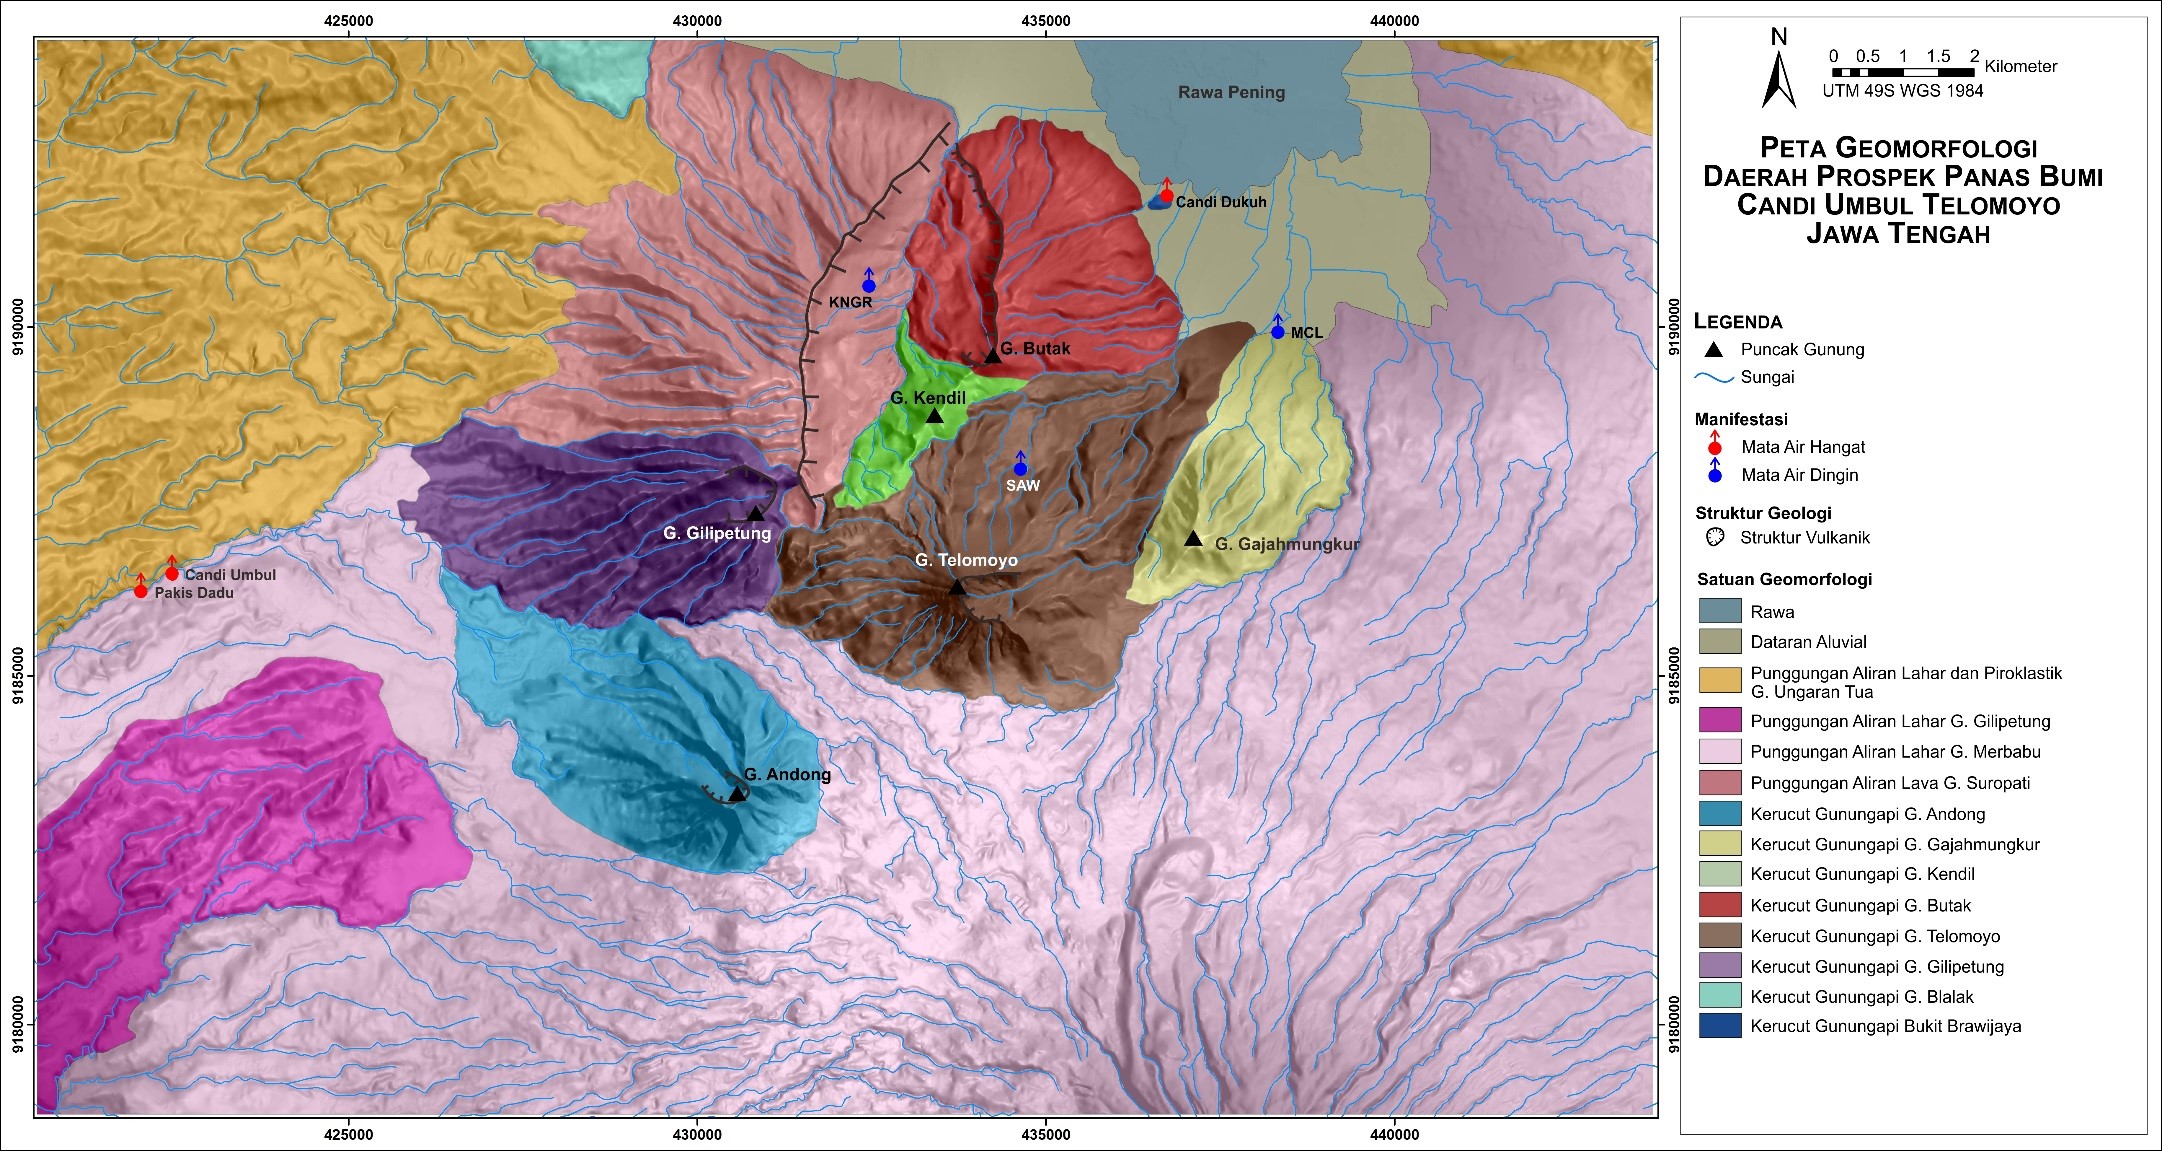 425000
430000
435000
440000
Rawa Pening
Candi Dukuh
KNGR
MCL
G. Butak
G. Kendil
SAW
G. Gilipetung
G. Gajahmungkur
G. Telomoyo
Candi Umbul
Pakis Dadu
G. Andong
9190000
9185000
9180000
9190000
9185000
9180000
425000
430000
435000
440000
N
0 0.5 1 1.5 2
Kilometer
UTM 49S WGS 1984
PETA GEOMORFOLOGI
DAERAH PROSPEK PANAS BUMI
CANDI UMBUL TELOMOYO
JAWA TENGAH
LEGENDA
Puncak Gunung
Sungai
Manifestasi
Mata Air Hangat
Mata Air Dingin
Struktur Geologi
Struktur Vulkanik
Satuan Geomorfologi
Rawa
Dataran Aluvial
Punggungan Aliran Lahar dan Piroklastik
G. Ungaran Tua
Punggungan Aliran Lahar G. Gilipetung
Punggungan Aliran Lahar G. Merbabu
Punggungan Aliran Lava G. Suropati
Kerucut Gunungapi G. Andong
Kerucut Gunungapi G. Gajahmungkur
Kerucut Gunungapi G. Kendil
Kerucut Gunungapi G. Butak
Kerucut Gunungapi G. Telomoyo
Kerucut Gunungapi G. Gilipetung
Kerucut Gunungapi G. Blalak
Kerucut Gunungapi Bukit Brawijaya